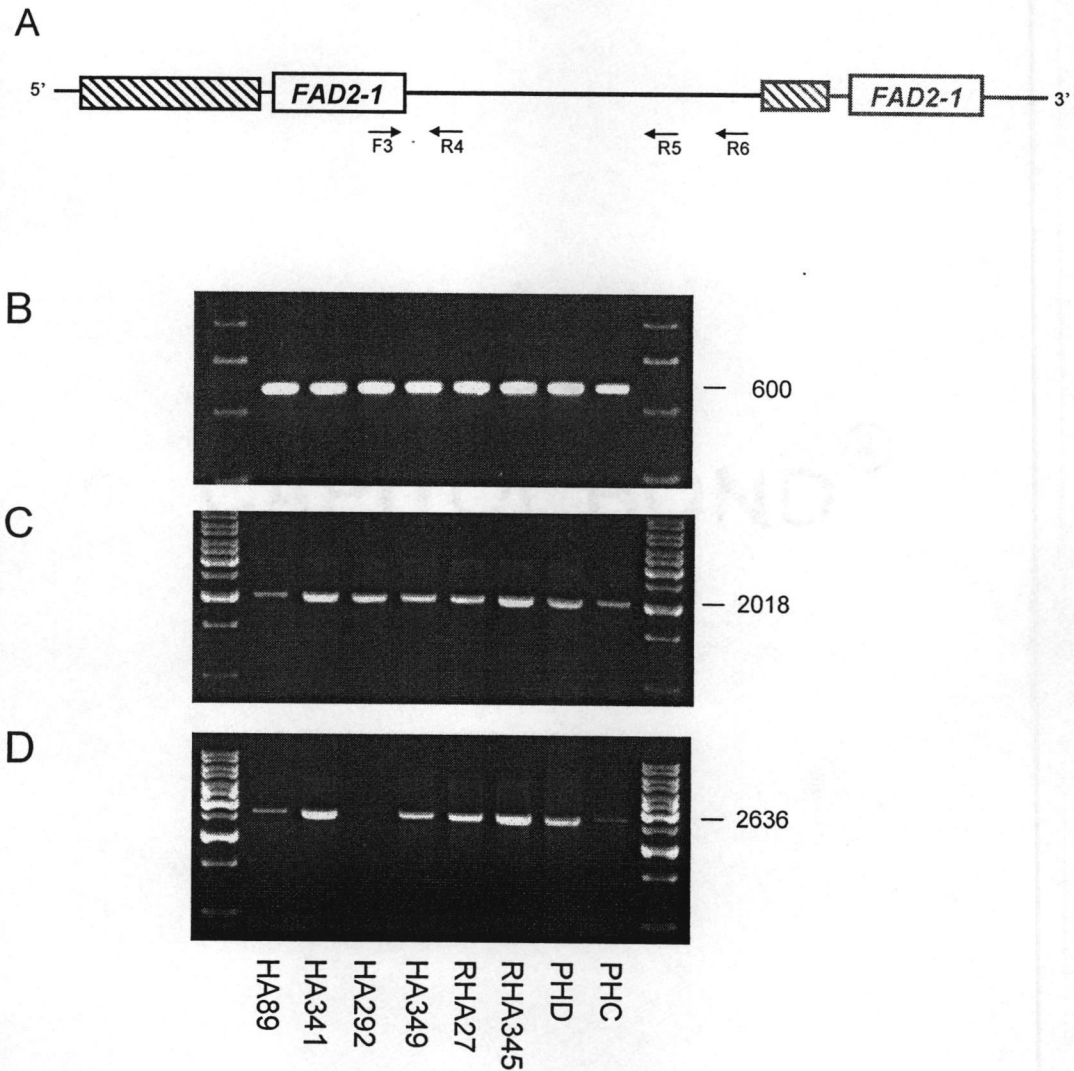 A
5' FAD2-1 FAD2-1 3'
F3 R4 R5 R6
B
600
C
2018
D
2636
HA89
HA341
HA292
HA349
RHA27
RHA345
PHD
PHC